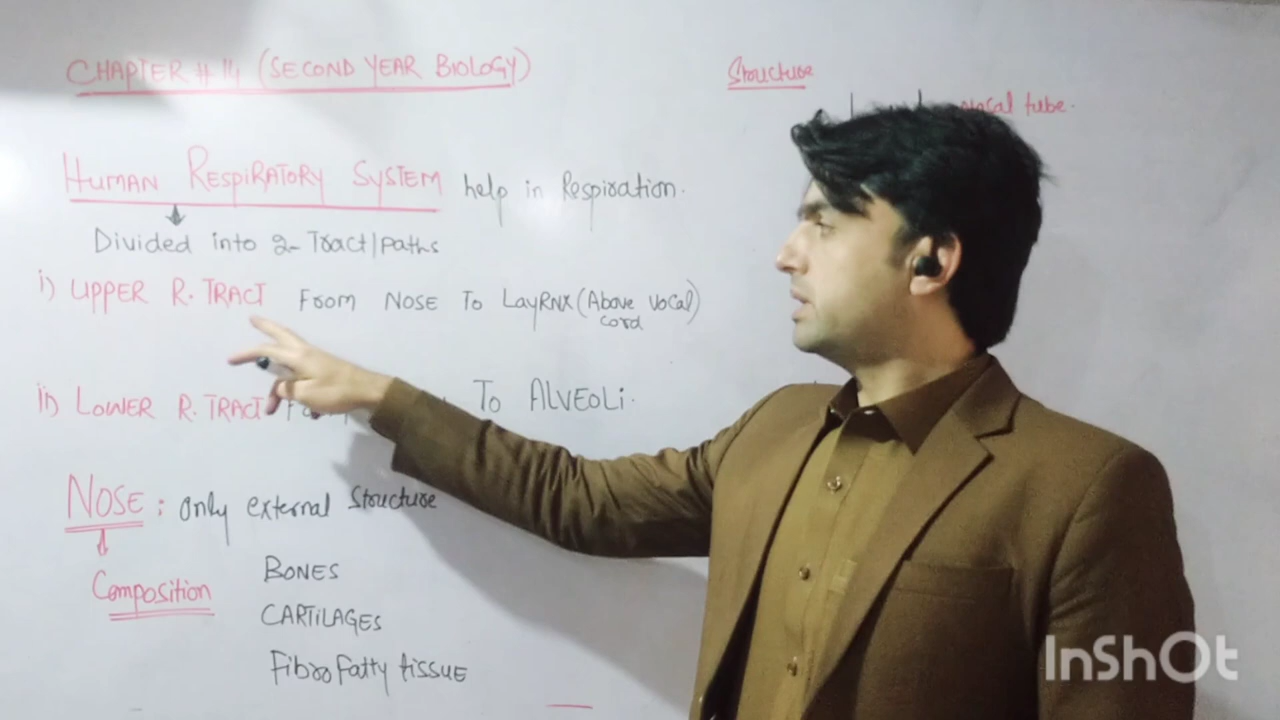 CHAPTER # 14 (SECOND YEAR BIOLOGY)
HUMAN RESPIRATORY SYSTEM help in Respiration.
Divided into 2- Tract/paths
i) UPPER R. TRACT From NOSE To LayRNX (Above vocal)
cord
ii) LOWER R. TRACT To ALVEOLI.
NOSE : only external Structure
Composition
BONES
CARTILAGES
Fibro fatty tissue
Structure
tube.
InShOt